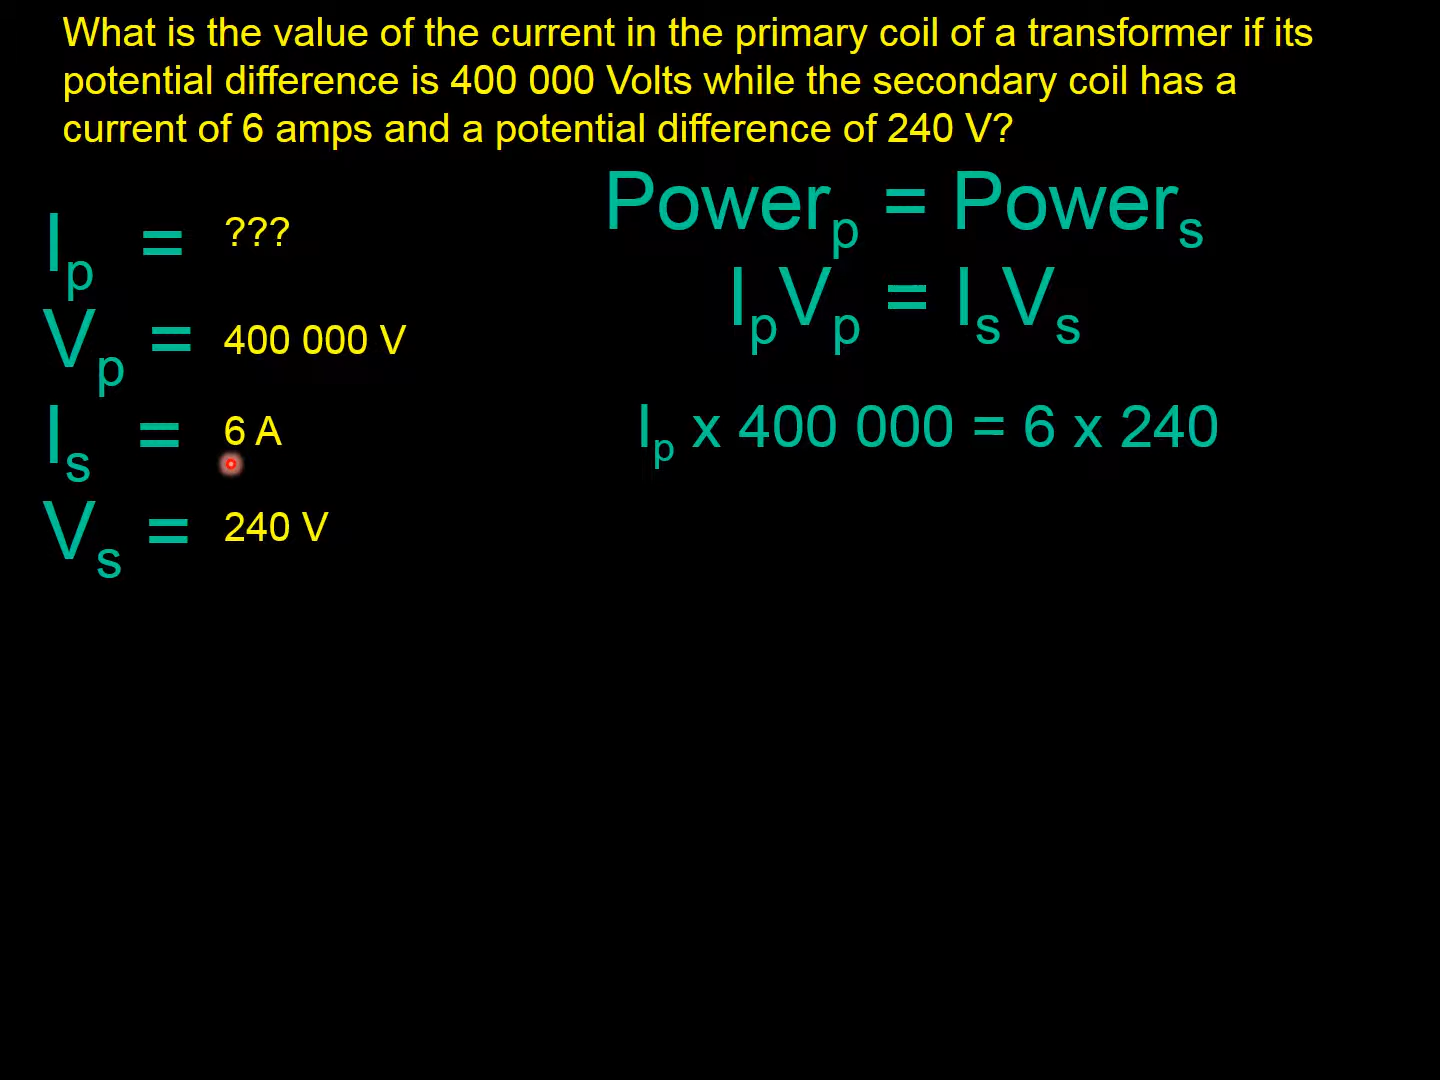 What is the value of the current in the primary coil of a transformer if its
potential difference is 400 000 Volts while the secondary coil has a
current of 6 amps and a potential difference of 240 V?
Powerₚ = Powerₛ
Iₚ = ???
IₚVₚ = IₛVₛ
Vₚ = 400 000 V
Iₛ = 6 A
Iₚ x 400 000 = 6 x 240
Vₛ = 240 V